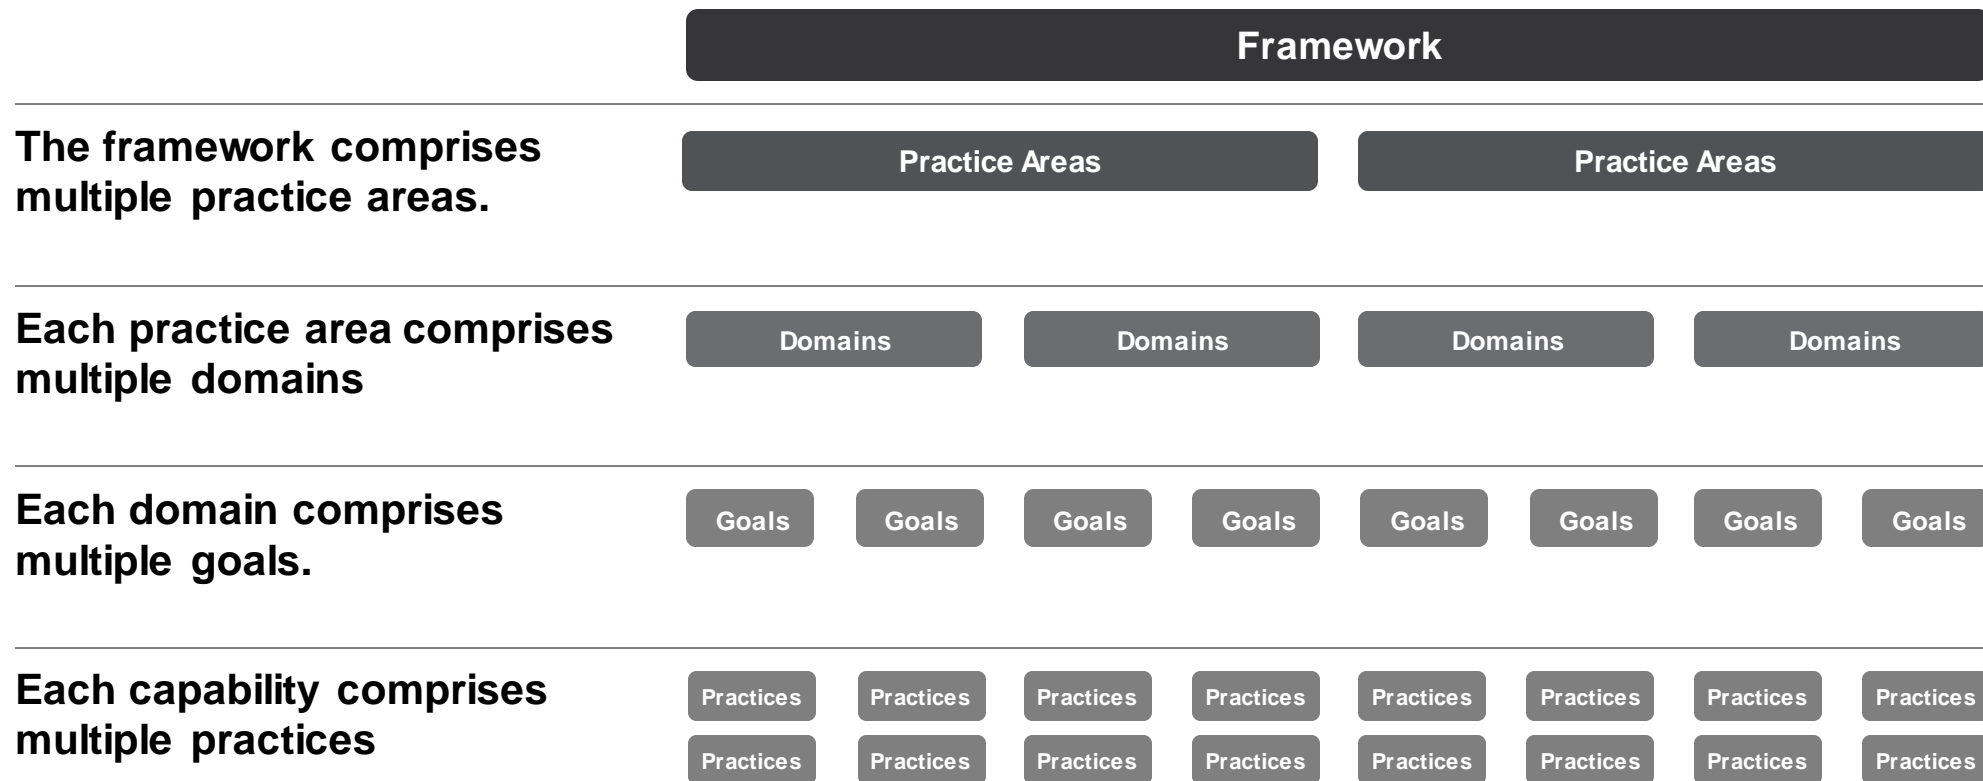 Framework
The framework comprises
multiple practice areas.
Practice Areas Practice Areas
Each practice area comprises
multiple domains
Domains Domains Domains Domains
Each domain comprises
multiple goals.
Goals Goals Goals Goals Goals Goals Goals Goals
Each capability comprises
multiple practices
Practices Practices Practices Practices Practices Practices Practices Practices
Practices Practices Practices Practices Practices Practices Practices Practices